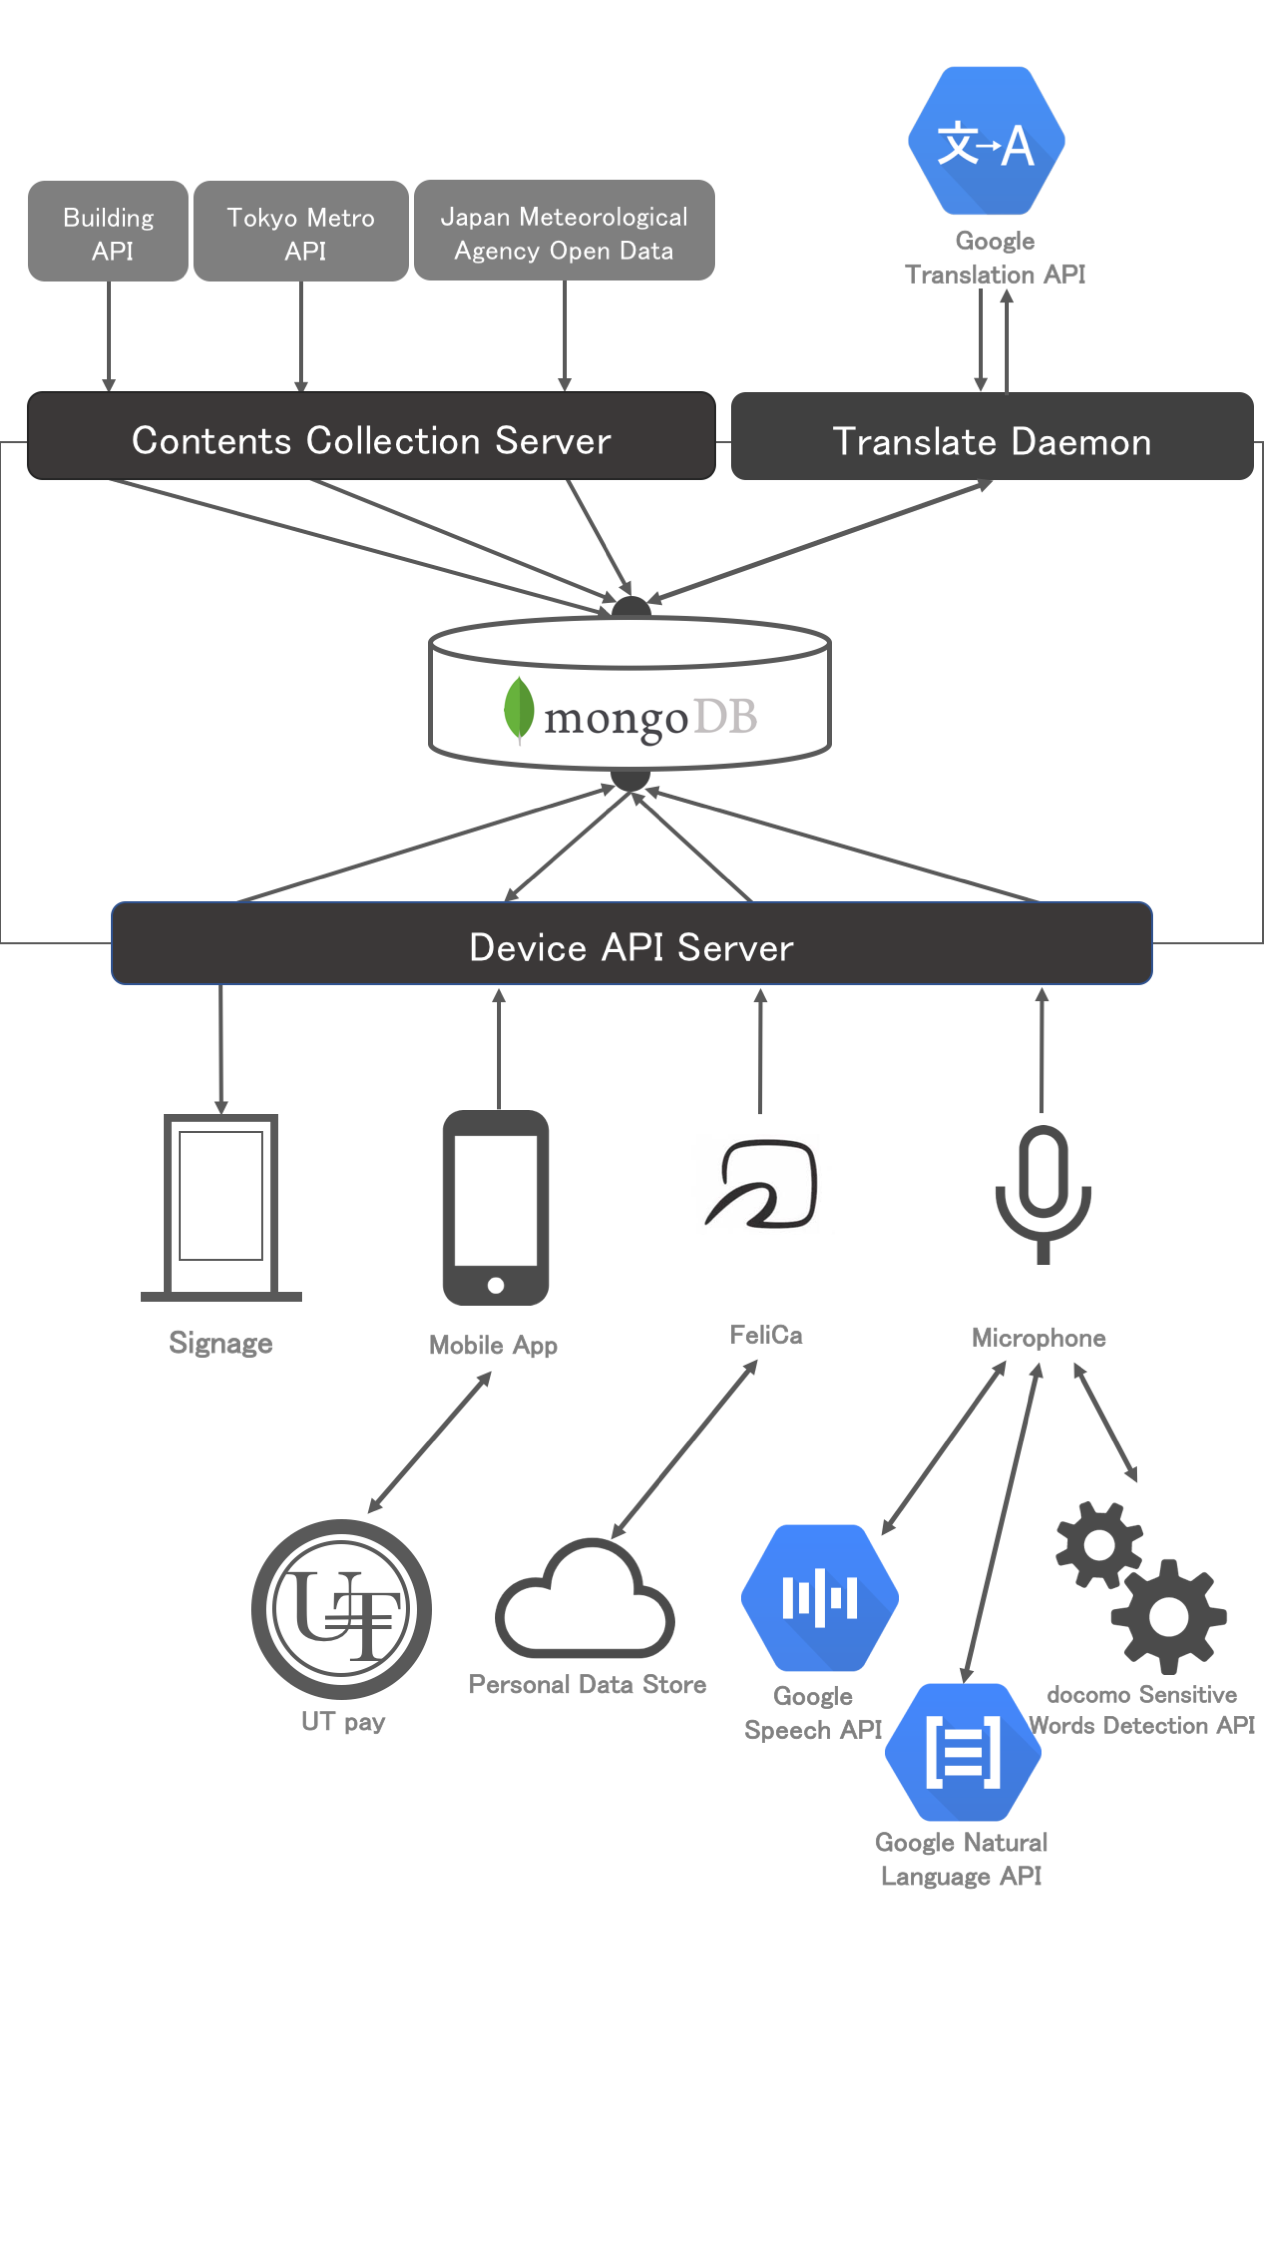 文→A
Building
API
Tokyo Metro
API
Japan Meteorological
Agency Open Data
Google
Translation API
Contents Collection Server
Translate Daemon
mongoDB
Device API Server
Signage
Mobile App
FeliCa
Microphone
UT
UT pay
Personal Data Store
Google
Speech API
docomo Sensitive
Words Detection API
Google Natural
Language API